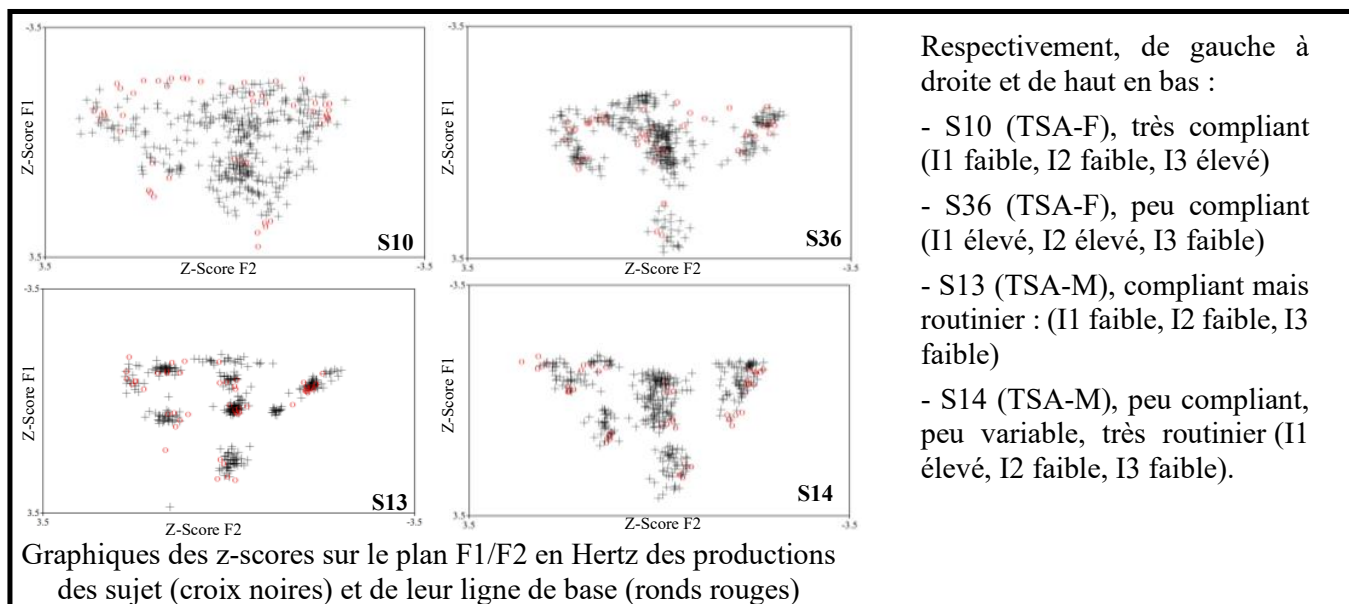 -3.5
Z-Score F1
S10
3.5
3.5
Z-Score F2
-3.5
-3.5
Z-Score F1
S36
3.5
3.5
Z-Score F2
-3.5
-3.5
Z-Score F1
S13
3.5
3.5
Z-Score F2
-3.5
-3.5
Z-Score F1
S14
3.5
3.5
Z-Score F2
-3.5
Graphiques des z-scores sur le plan F1/F2 en Hertz des productions
des sujet (croix noires) et de leur ligne de base (ronds rouges)
Respectivement, de gauche à
droite et de haut en bas :
- S10 (TSA-F), très compliant
(I1 faible, I2 faible, I3 élevé)
- S36 (TSA-F), peu compliant
(I1 élevé, I2 élevé, I3 faible)
- S13 (TSA-M), compliant mais
routinier : (I1 faible, I2 faible, I3
faible)
- S14 (TSA-M), peu compliant,
peu variable, très routinier (I1
élevé, I2 faible, I3 faible).